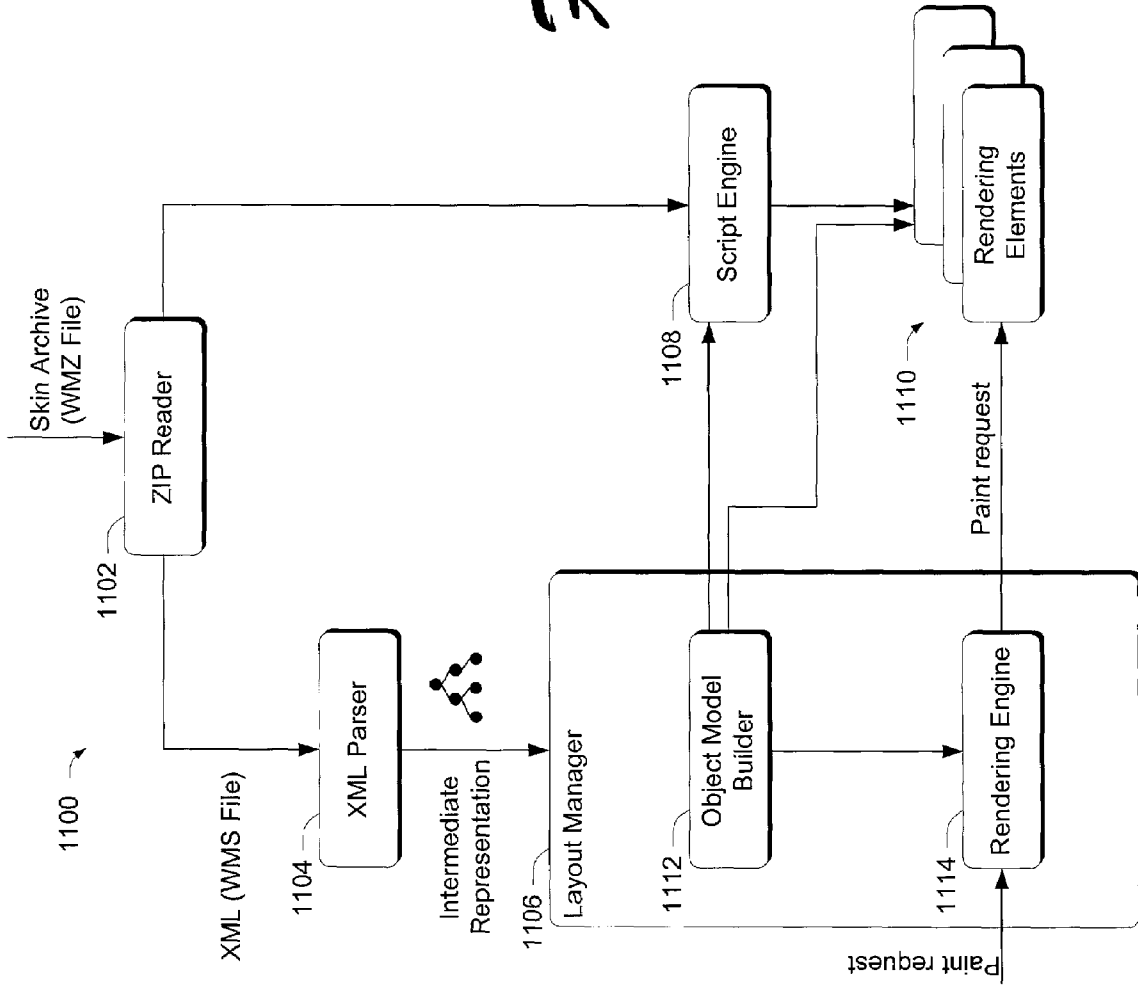 1100
Skin Archive
(WMZ File)
1102
ZIP Reader
XML (WMS File)
1104
XML Parser
Intermediate
Representation
1106
Layout Manager
1108
Script Engine
1112
Object Model
Builder
1110
Rendering
Elements
Paint request
1114
Rendering Engine
Paint request